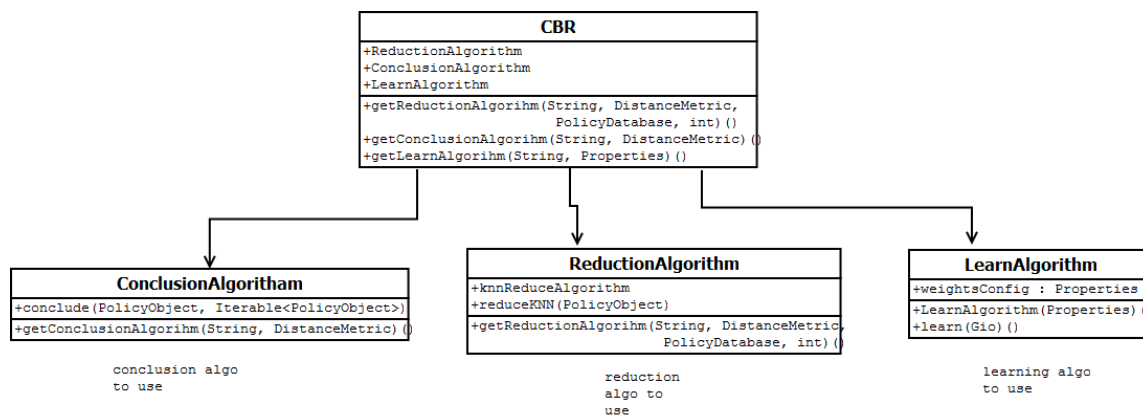 CBR
+ReductionAlgorithm
+ConclusionAlgorithm
+LearnAlgorithm
+getReductionAlgorihm(String, DistanceMetric,
PolicyDatabase, int)()
+getConclusionAlgorihm(String, DistanceMetric)()
+getLearnAlgorihm(String, Properties)()
ConclusionAlgoritham
+conclude(PolicyObject, Iterable<PolicyObject>)
+getConclusionAlgorihm(String, DistanceMetric)()
conclusion algo
to use
ReductionAlgorithm
+knnReduceAlgorithm
+reduceKNN(PolicyObject)
+getReductionAlgorihm(String, DistanceMetric,
PolicyDatabase, int)()
reduction
algo to
use
LearnAlgorithm
+weightsConfig : Properties
+LearnAlgorithm(Properties)()
+learn(Gio)()
learning algo
to use